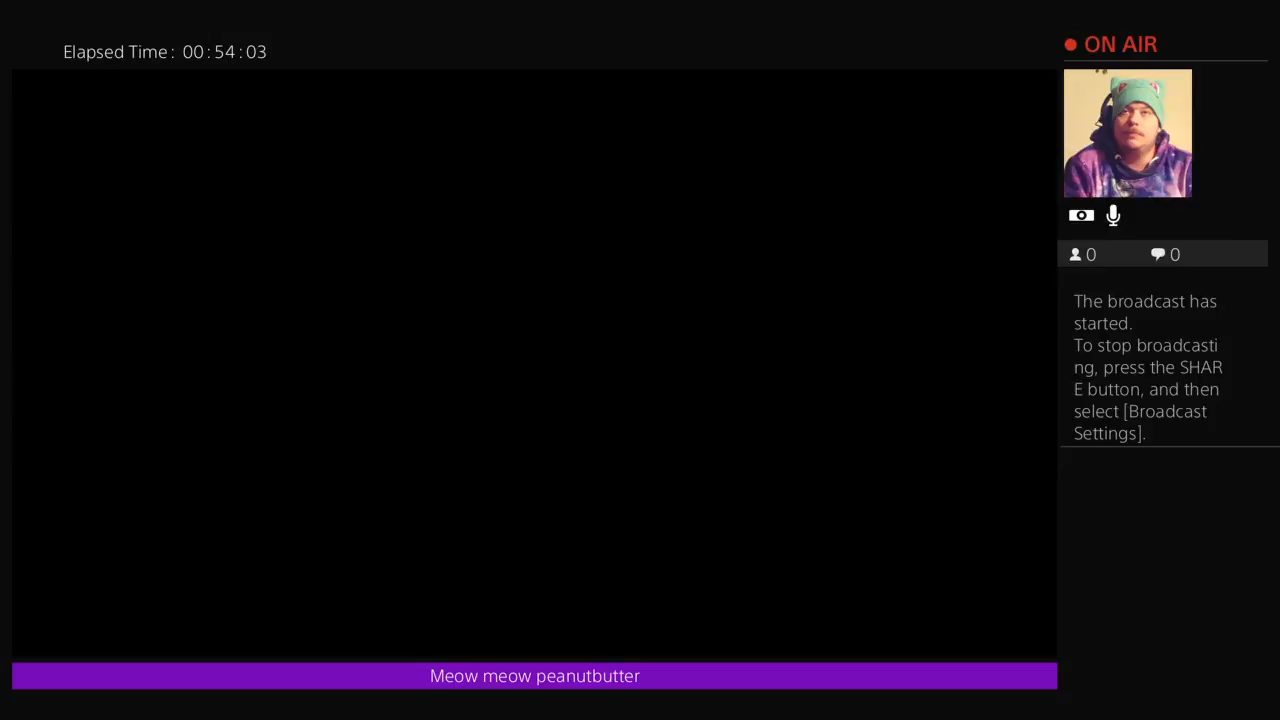 Elapsed Time: 00:54:03
ON AIR
0 0
The broadcast has
started.
To stop broadcasti
ng, press the SHAR
E button, and then
select [Broadcast
Settings].
Meow meow peanutbutter